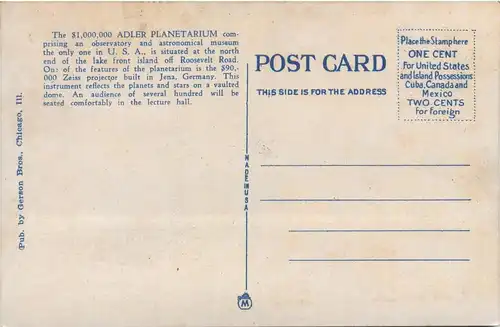 The $1,000,000 ADLER PLANETARIUM com-
prising an observatory and astronomical museum
the only one in U. S. A., is situated at the north
end of the lake front island off Roosevelt Road.
One of the features of the planetarium is the $90,-
000 Zeiss projector built in Jena, Germany. This
instrument reflects the planets and stars on a vaulted
dome. An audience of several hundred will be
seated comfortably in the lecture hall.
(Pub. by Gerson Bros., Chicago, Ill.
POST CARD
THIS SIDE IS FOR THE ADDRESS
Place the Stamp here
ONE CENT
For United States
and Island Possessions
Cuba, Canada and
Mexico
TWO CENTS
for Foreign
MADE IN U.S.A.
M